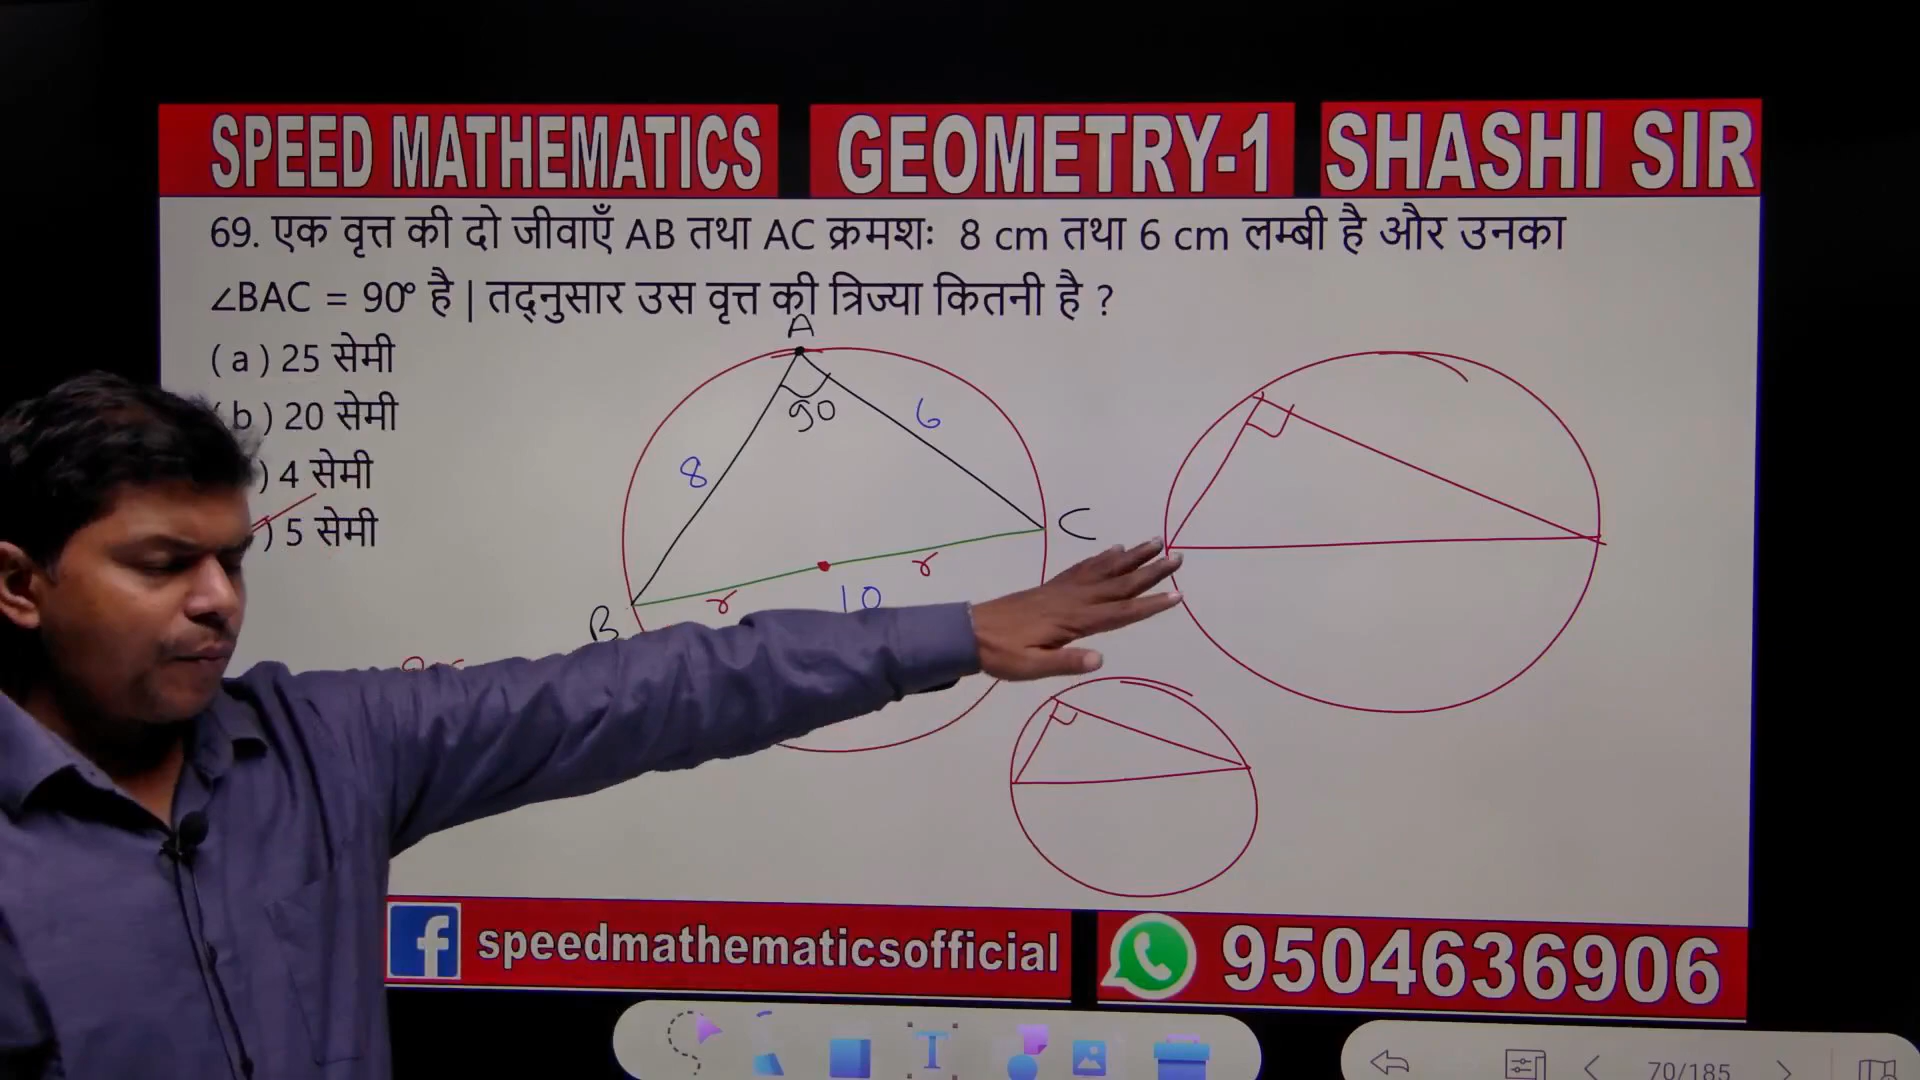 SPEED MATHEMATICS GEOMETRY-1 SHASHI SIR
69. एक वृत्त की दो जीवाएँ AB तथा AC क्रमशः 8 cm तथा 6 cm लम्बी है और उनका
∠BAC = 90° है | तद्नुसार उस वृत्त की त्रिज्या कितनी है ?
( a ) 25 सेमी
b ) 20 सेमी
) 4 सेमी
) 5 सेमी
A
90
6
8
C
r
r
10
B
speedmathematicsofficial
9504636906
T
70/185